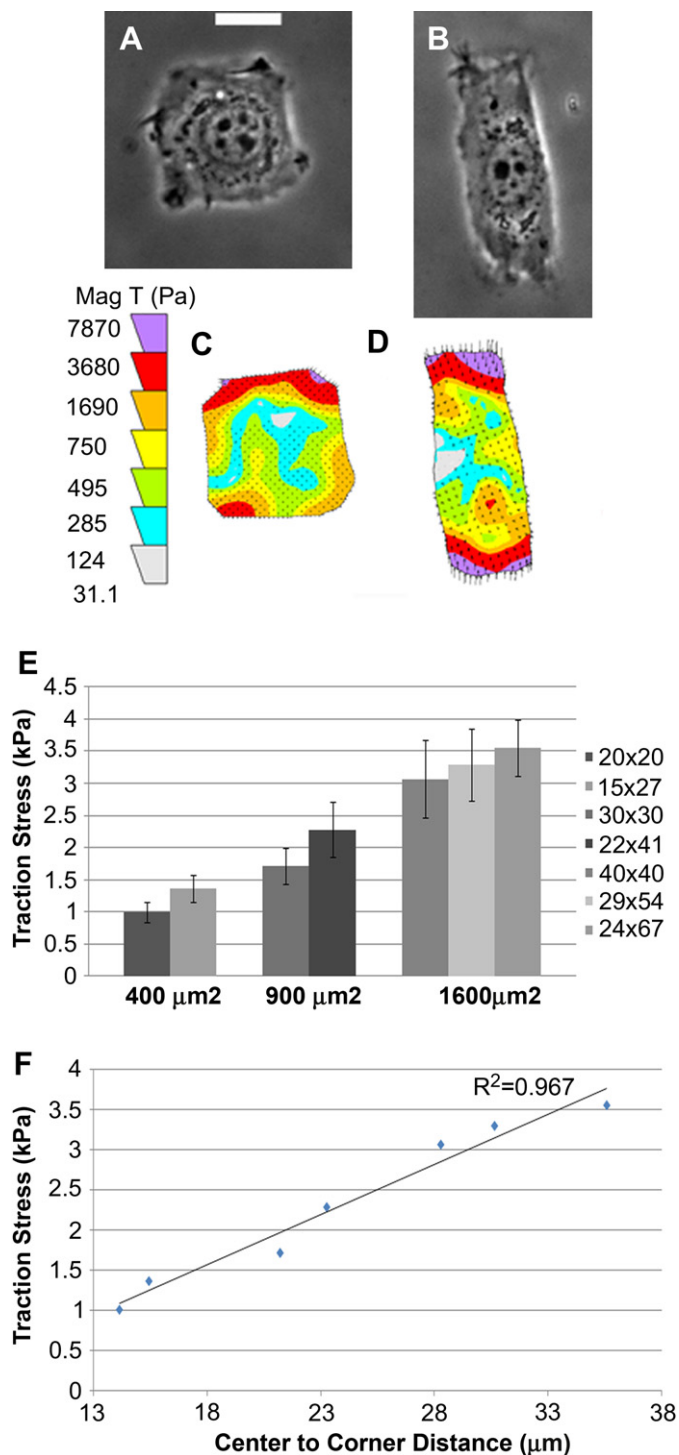 A
B
Mag T (Pa)
7870
3680
1690
750
495
285
124
31.1
C
D
E
Traction Stress (kPa)
4.5
4
3.5
3
2.5
2
1.5
1
0.5
0
400 μm2
900 μm2
1600μm2
20x20
15x27
30x30
22x41
40x40
29x54
24x67
F
R²=0.967
Traction Stress (kPa)
4
3.5
3
2.5
2
1.5
1
0.5
0
13
18
23
28
33
38
Center to Corner Distance (μm)